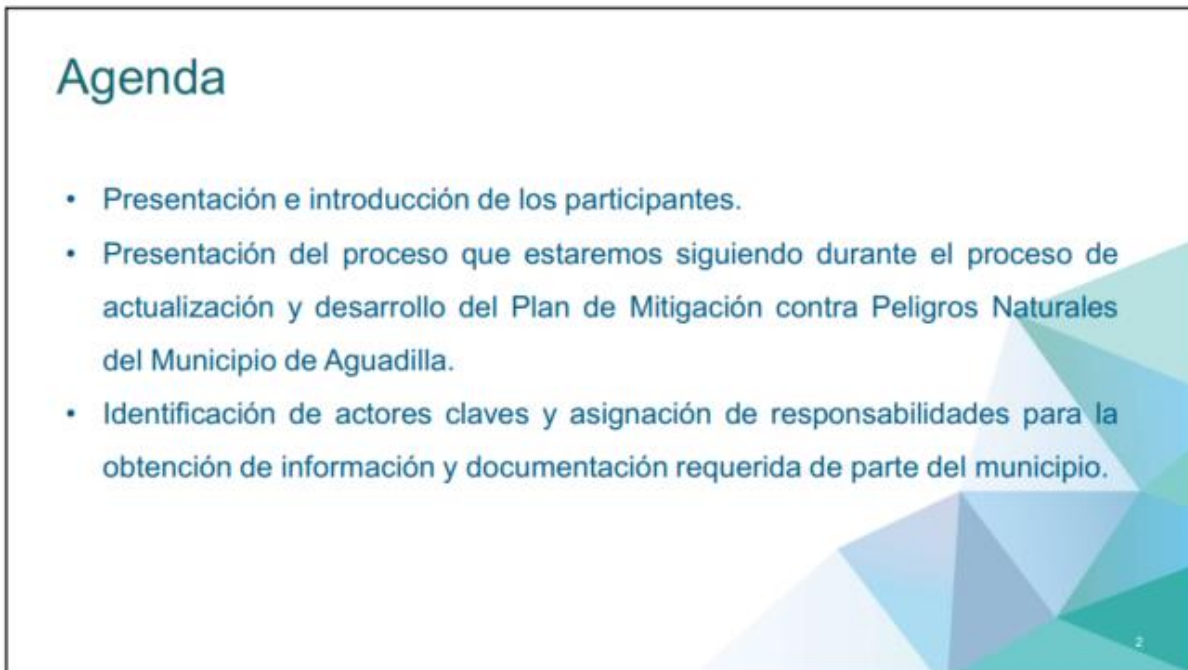 Agenda
• Presentación e introducción de los participantes.
• Presentación del proceso que estaremos siguiendo durante el proceso de
actualización y desarrollo del Plan de Mitigación contra Peligros Naturales
del Municipio de Aguadilla.
• Identificación de actores claves y asignación de responsabilidades para la
obtención de información y documentación requerida de parte del municipio.
2